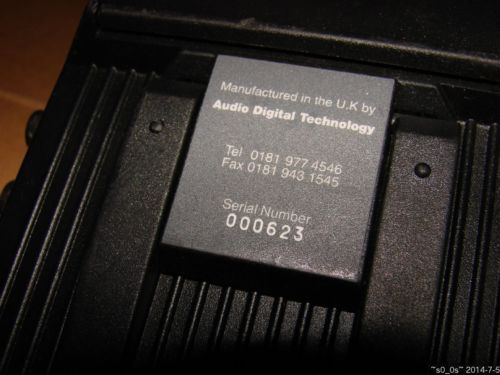 Manufactured in the U.K by
Audio Digital Technology
Tel 0181 977 4546
Fax 0181 943 1545
Serial Number
000623
~s0_0s~ 2014-7-5